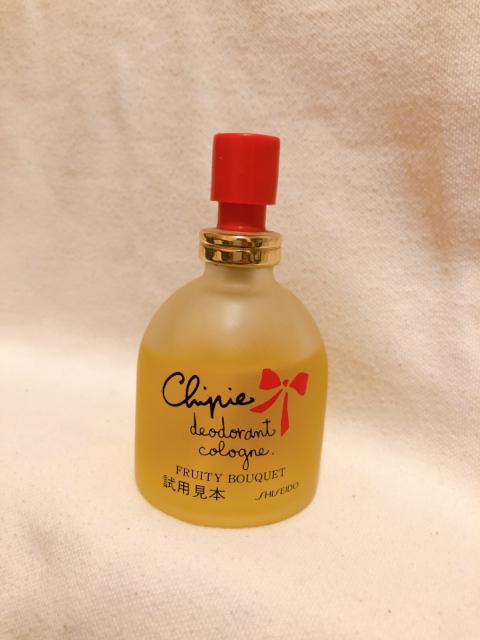 Chipie
deodorant
cologne.
FRUITY BOUQUET
試用見本
SHISEIDO